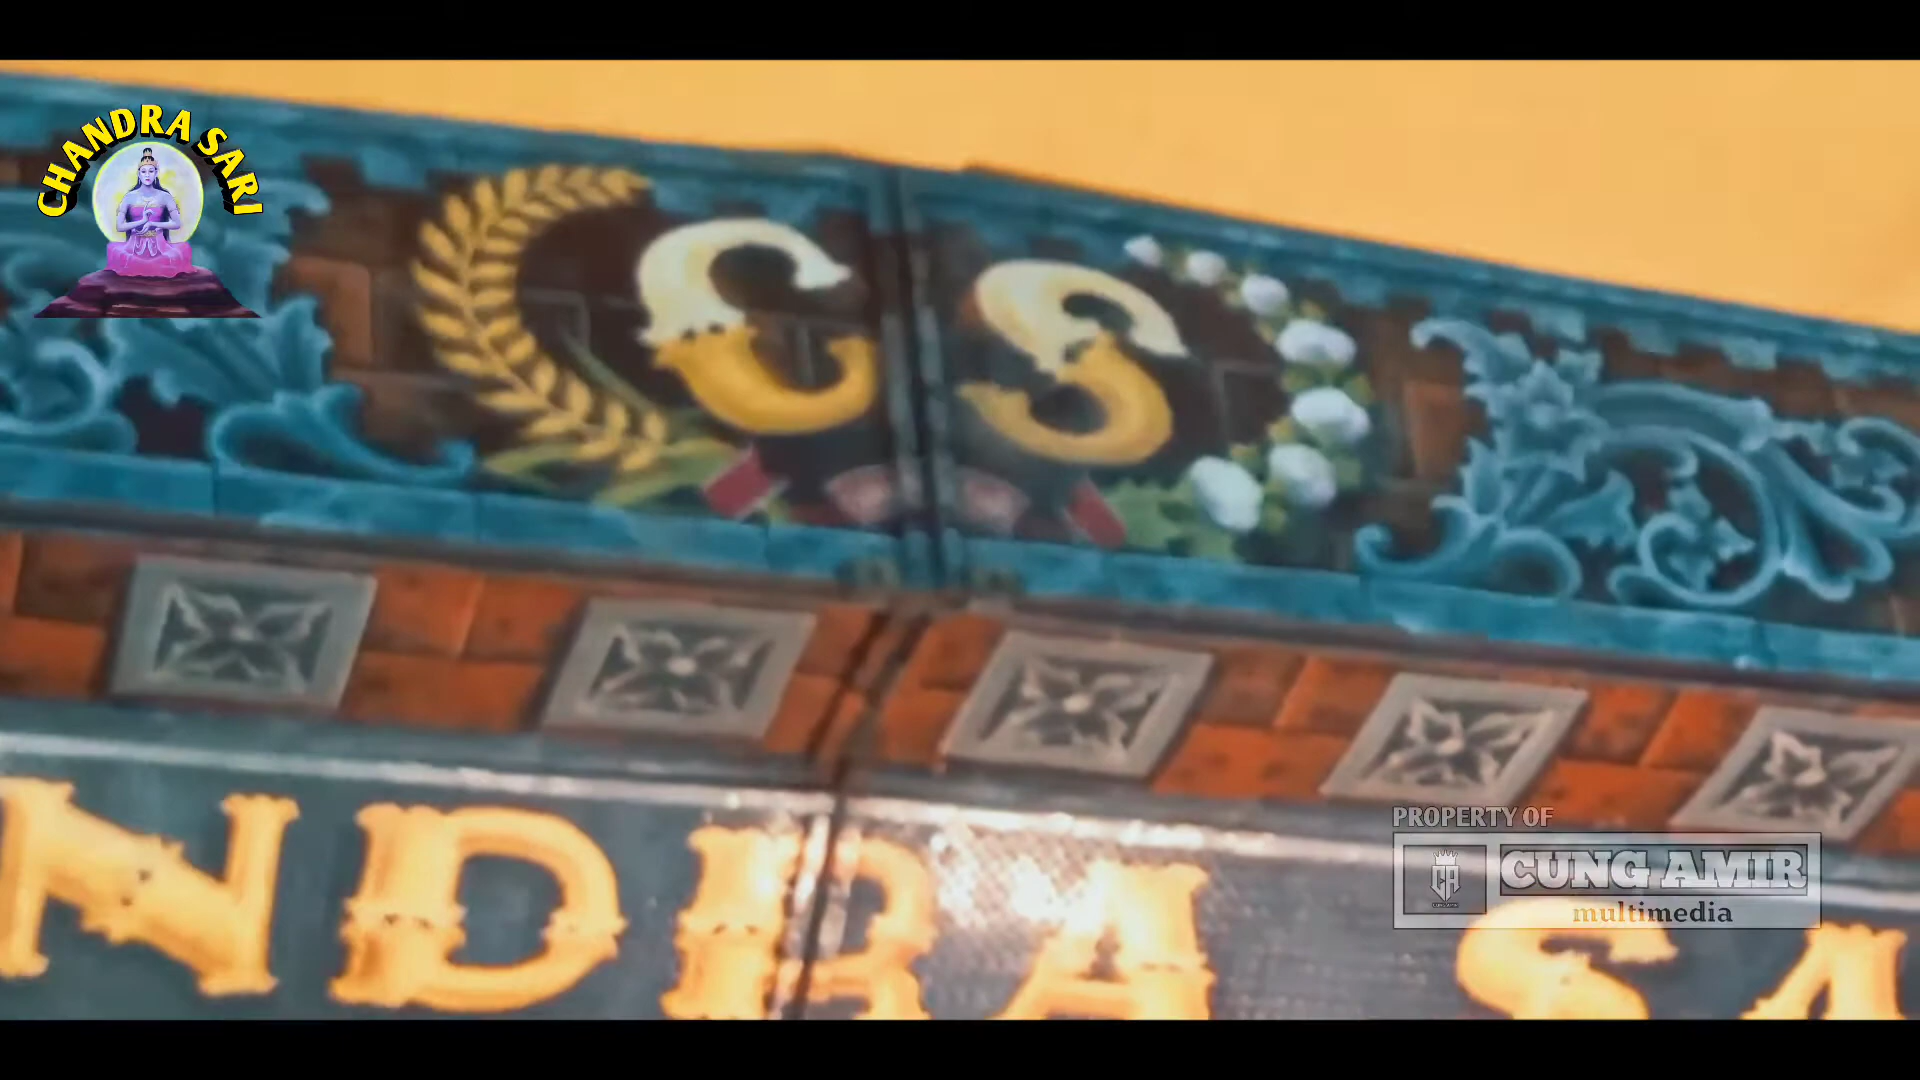 CHANDRA SARI
CS
NDRA SA
PROPERTY OF
CUNG AMIR
multimedia